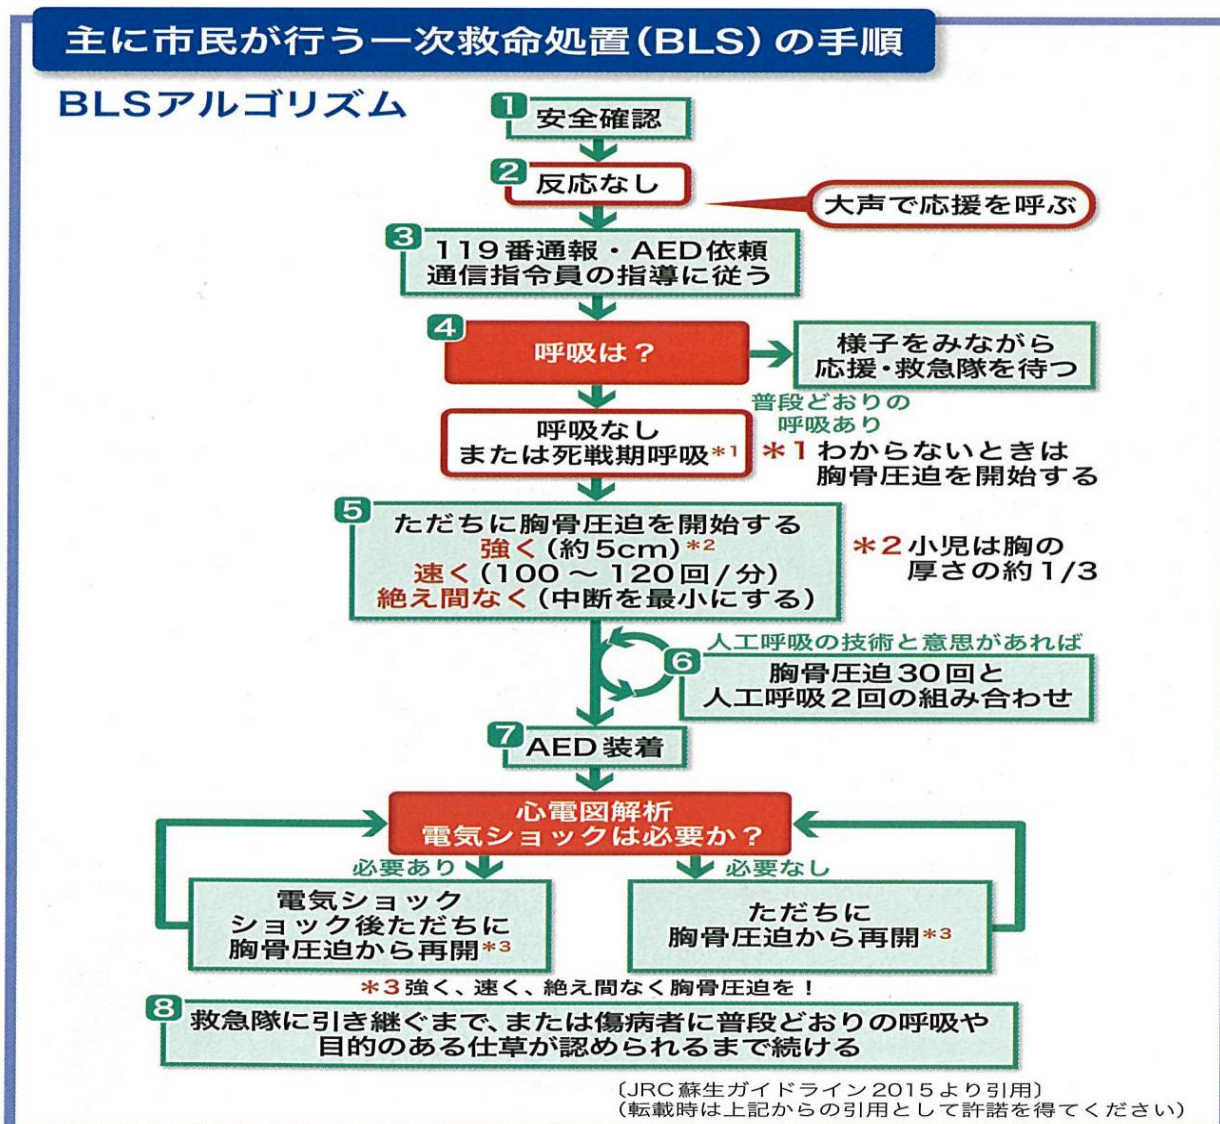 主に市民が行う一次救命処置(BLS)の手順
BLSアルゴリズム
1 安全確認
2 反応なし
大声で応援を呼ぶ
3 119番通報・AED依頼
通信指令員の指導に従う
4 呼吸は？
様子をみながら
応援・救急隊を待つ
普段どおりの
呼吸あり
呼吸なし
または死戦期呼吸*1
*1 わからないときは
胸骨圧迫を開始する
5 ただちに胸骨圧迫を開始する
強く(約5cm)*2
速く(100～120回/分)
絶え間なく(中断を最小にする)
*2 小児は胸の
厚さの約1/3
人工呼吸の技術と意思があれば
6 胸骨圧迫30回と
人工呼吸2回の組み合わせ
7 AED装着
心電図解析
電気ショックは必要か？
必要あり
必要なし
電気ショック
ショック後ただちに
胸骨圧迫から再開*3
ただちに
胸骨圧迫から再開*3
*3強く、速く、絶え間なく胸骨圧迫を！
8 救急隊に引き継ぐまで、または傷病者に普段どおりの呼吸や
目的のある仕草が認められるまで続ける
〔JRC蘇生ガイドライン2015より引用〕
(転載時は上記からの引用として許諾を得てください)